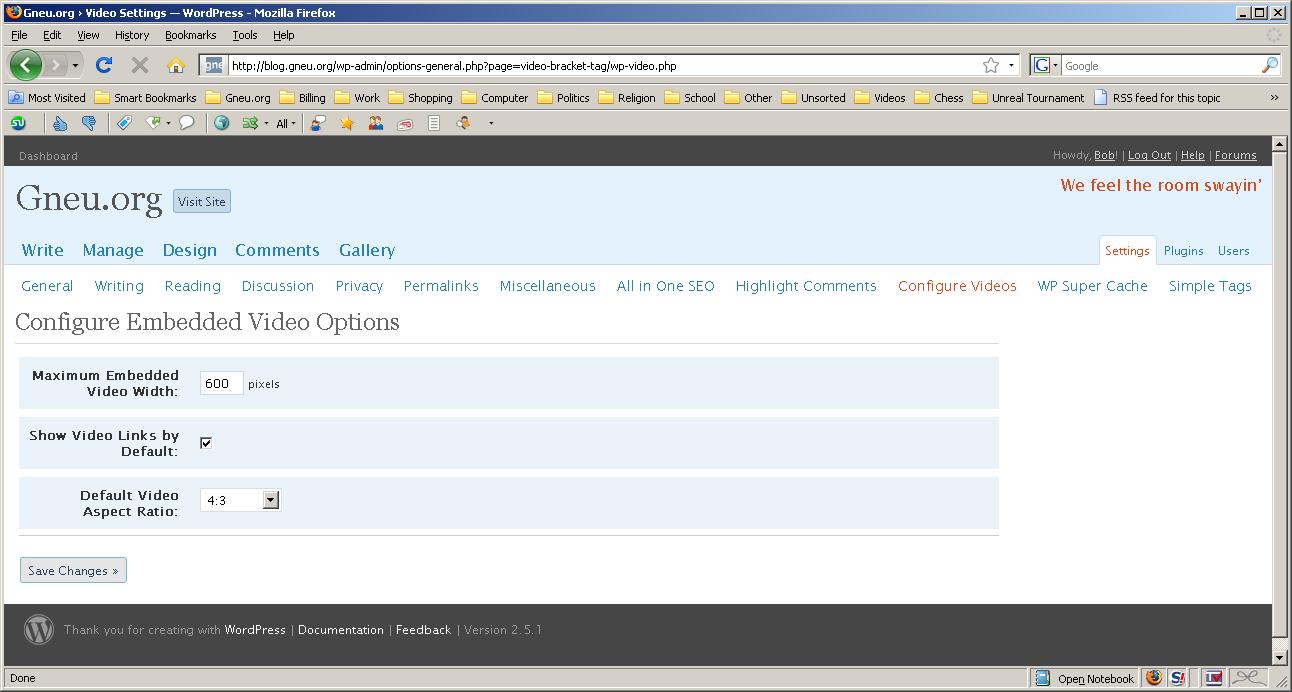 Gneu.org › Video Settings — WordPress - Mozilla Firefox
File Edit View History Bookmarks Tools Help
gne http://blog.gneu.org/wp-admin/options-general.php?page=video-bracket-tag/wp-video.php G Google
Most Visited Smart Bookmarks Gneu.org Billing Work Shopping Computer Politics Religion School Other Unsorted Videos Chess Unreal Tournament RSS feed for this topic »
All
Dashboard Howdy, Bob! | Log Out | Help | Forums
We feel the room swayin’
Gneu.org Visit Site
Write Manage Design Comments Gallery Settings Plugins Users
General Writing Reading Discussion Privacy Permalinks Miscellaneous All in One SEO Highlight Comments Configure Videos WP Super Cache Simple Tags
Configure Embedded Video Options
Maximum Embedded
Video Width: 600 pixels
Show Video Links by
Default:
Default Video
Aspect Ratio: 4:3
Save Changes »
Thank you for creating with WordPress | Documentation | Feedback | Version 2.5.1
Done Open Notebook S!